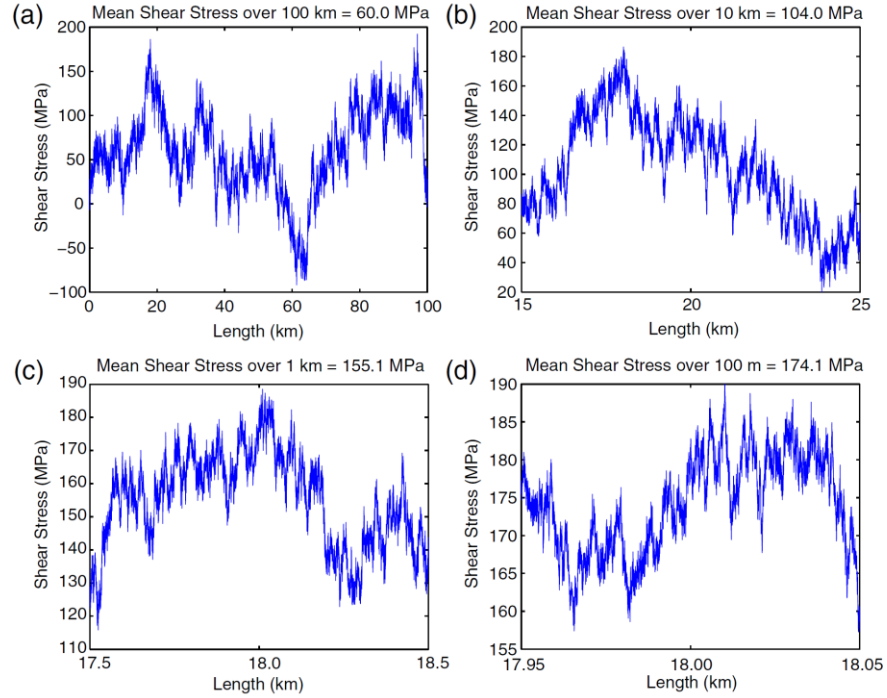 (a)
Mean Shear Stress over 100 km = 60.0 MPa
200
150
100
50
0
−50
−100
Shear Stress (MPa)
0 20 40 60 80 100
Length (km)
(b)
Mean Shear Stress over 10 km = 104.0 MPa
200
180
160
140
120
100
80
60
40
20
Shear Stress (MPa)
15 20 25
Length (km)
(c)
Mean Shear Stress over 1 km = 155.1 MPa
190
180
170
160
150
140
130
120
110
Shear Stress (MPa)
17.5 18.0 18.5
Length (km)
(d)
Mean Shear Stress over 100 m = 174.1 MPa
190
185
180
175
170
165
160
155
Shear Stress (MPa)
17.95 18.00 18.05
Length (km)